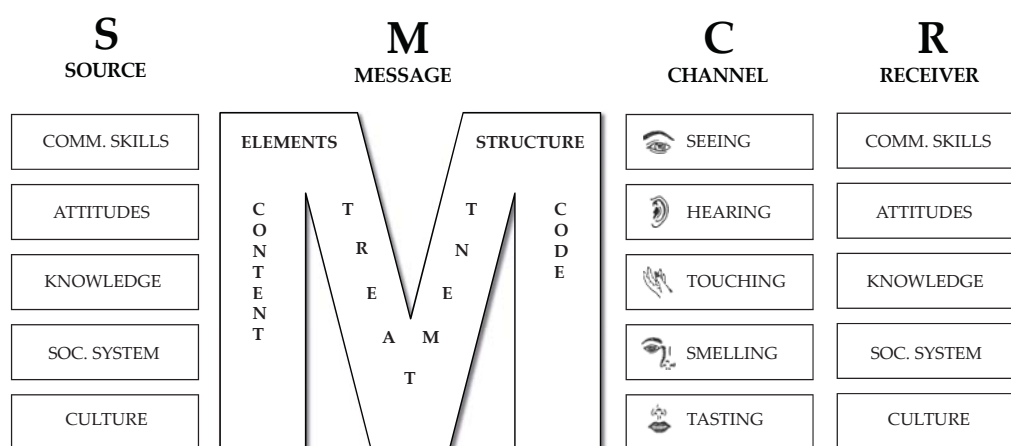 S
SOURCE
COMM. SKILLS
ATTITUDES
KNOWLEDGE
SOC. SYSTEM
CULTURE
M
MESSAGE
ELEMENTS
STRUCTURE
CONTENT
TREATMENT
CODE
C
CHANNEL
SEEING
HEARING
TOUCHING
SMELLING
TASTING
R
RECEIVER
COMM. SKILLS
ATTITUDES
KNOWLEDGE
SOC. SYSTEM
CULTURE